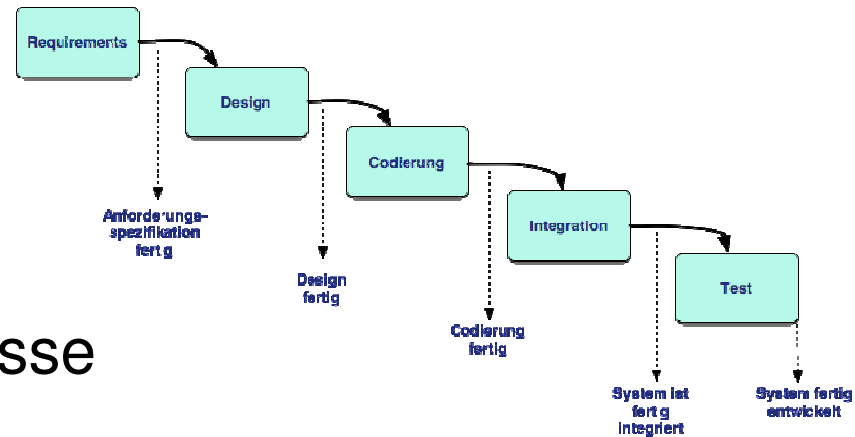 Requirements
Design
Codierung
Integration
Test
Anforderungs-
spezifikation
fertig
Design
fertig
Codierung
fertig
sse
System ist
fertig
integriert
System fertig
entwickelt